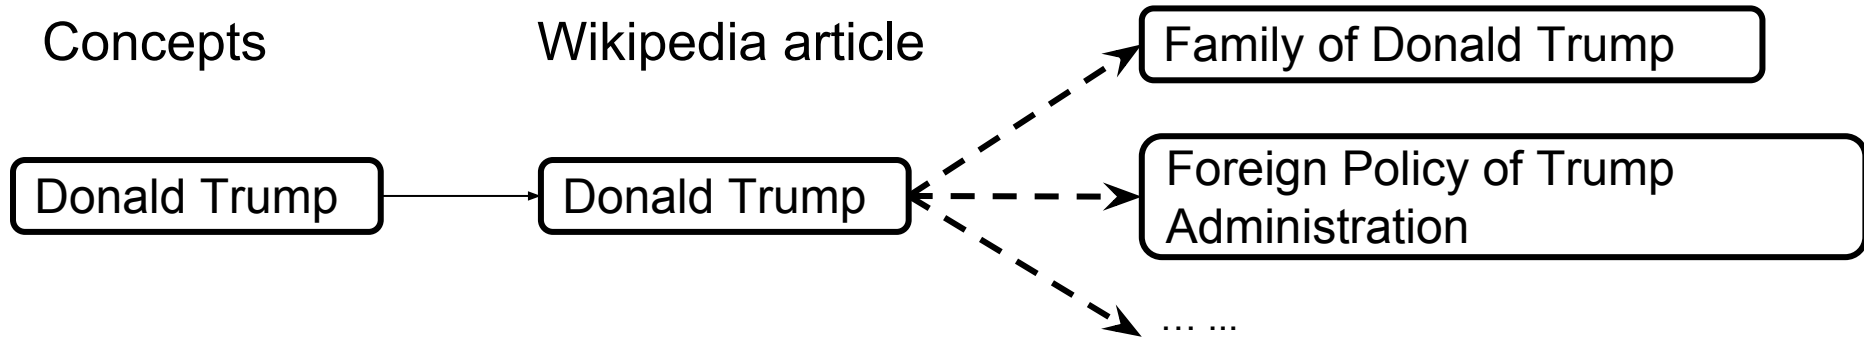 Concepts
Wikipedia article
Family of Donald Trump
Donald Trump
Donald Trump
Foreign Policy of Trump
Administration
... ...